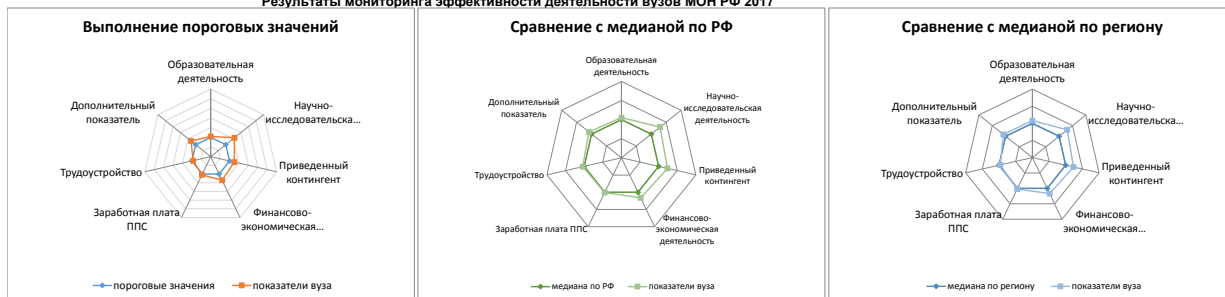 Результаты мониторинга эффективности деятельности вузов МОН РФ 2017
Выполнение пороговых значений
Образовательная
деятельность
Научно-
исследовательска...
Приведенный
контингент
Финансово-
экономическая...
Заработная плата
ППС
Трудоустройство
Дополнительный
показатель
пороговые значения
показатели вуза
Сравнение с медианой по РФ
Образовательная
деятельность
Научно-
исследовательская
деятельность
Приведенный
контингент
Финансово-
экономическая
деятельность
Заработная плата ППС
Трудоустройство
Дополнительный
показатель
медиана по РФ
показатели вуза
Сравнение с медианой по региону
Образовательная
деятельность
Научно-
исследовательска...
Приведенный
контингент
Финансово-
экономическая...
Заработная плата
ППС
Трудоустройство
Дополнительный
показатель
медиана по региону
показатели вуза